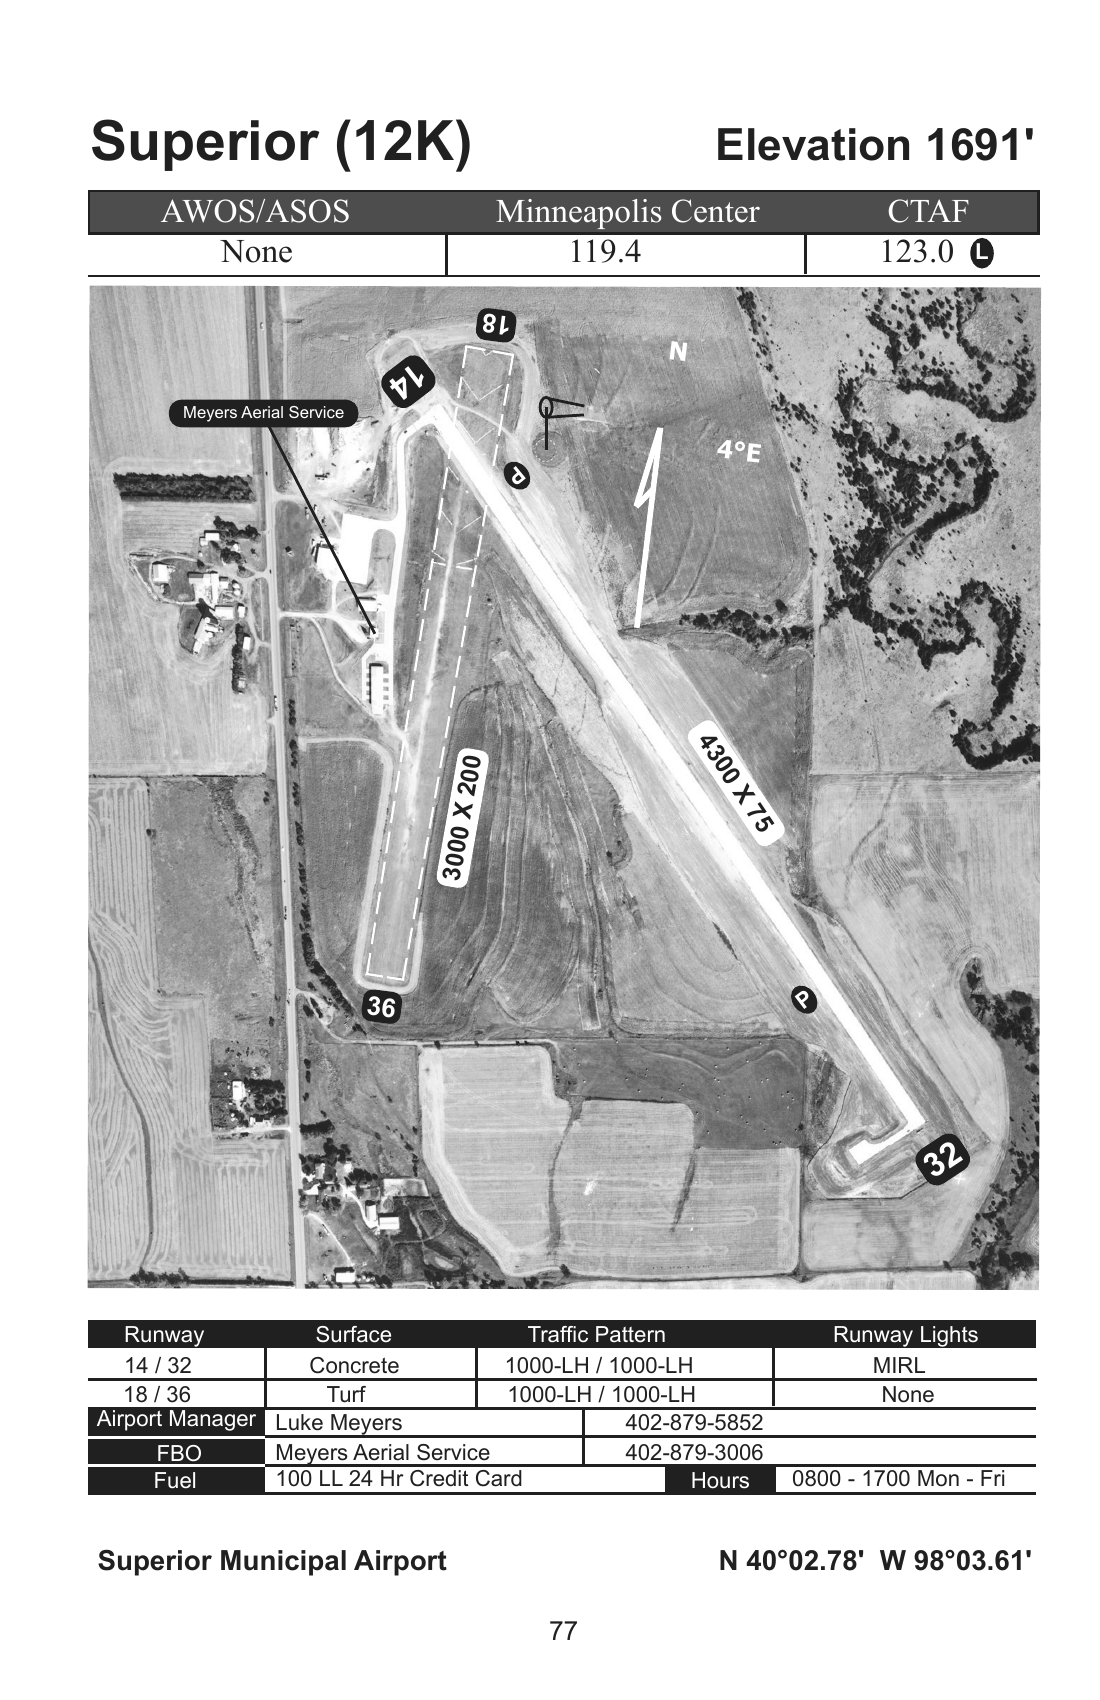 Superior (12K) Elevation 1691'
AWOS/ASOS Minneapolis Center CTAF
None 119.4 123.0 L
18
14
N
Meyers Aerial Service
4°E
P
4300 X 75
3000 X 200
P
36
32
Runway Surface Traffic Pattern Runway Lights
14 / 32 Concrete 1000-LH / 1000-LH MIRL
18 / 36 Turf 1000-LH / 1000-LH None
Airport Manager Luke Meyers 402-879-5852
FBO Meyers Aerial Service 402-879-3006
Fuel 100 LL 24 Hr Credit Card Hours 0800 - 1700 Mon - Fri
Superior Municipal Airport N 40°02.78' W 98°03.61'
77